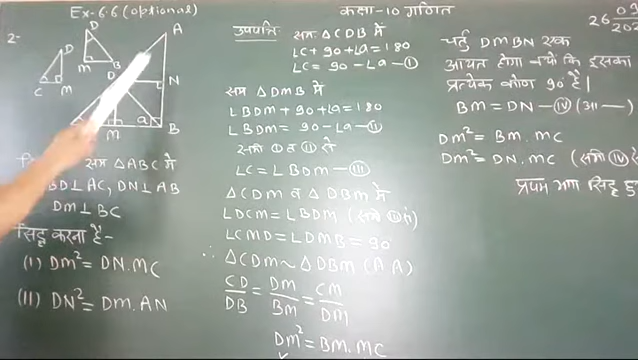 Ex-6.6 (optional)
कक्षा-10 गणित
26
2-
D
M
B
D
C
M
A
D
N
a
M
B
सम △ABC में
BD⊥AC, DN⊥AB
DM⊥BC
सिद्ध करना है-
(I) DM² = DN.MC
(II) DN² = DM.AN
उपपत्ति: सम △CDB में
∠C+90+∠a=180
∠C = 90-∠a-①
सम △DMB में
∠BDM+90+∠a=180
∠BDM=90-∠a-②
समी ① व ② से
∠C=∠BDM-③
△CDM व △DBM में
∠DCM=∠BDM (समी ③ से)
∠CMD=∠DMB=90°
∴ △CDM~△DBM (AA)
CD/DB = DM/BM = CM/DM
DM²=BM.MC
चतु DMBN एक
आयत होगा क्यों कि इसका
प्रत्येक कोण 90° है।
BM=DN-④ (आ—)
DM²=BM.MC
DM²=DN.MC (समी ④
प्रथम भाग सिद्ध